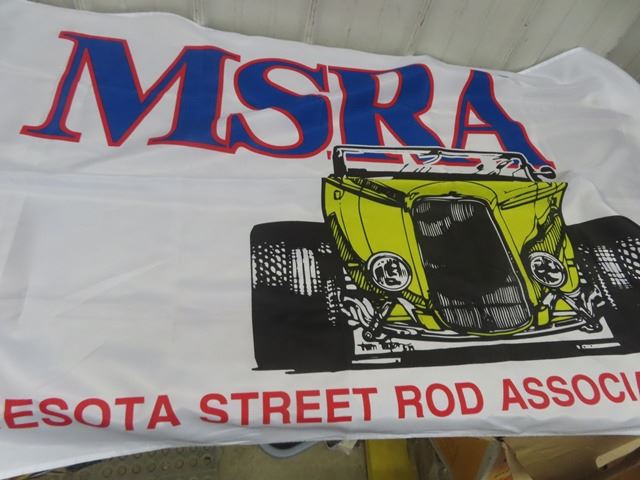 MSRA
ESOTA STREET ROD ASSOCI